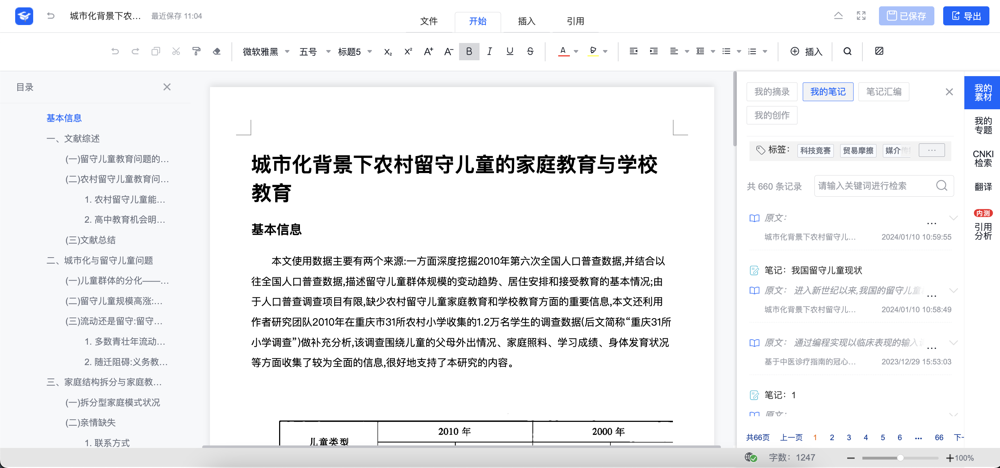 城市化背景下农... 最近保存 11:04
文件 开始 插入 引用
已保存 导出
微软雅黑 五号 标题5 X₂ X² A⁺ A⁻ B I U S A 插入
目录
基本信息
一、文献综述
(一)留守儿童教育问题的...
(二)农村留守儿童教育问...
1. 农村留守儿童能...
2. 高中教育机会明...
(三)文献总结
二、城市化与留守儿童问题
(一)儿童群体的分化——...
(二)留守儿童规模高涨:...
(三)流动还是留守:留守...
1. 多数青壮年流动...
2. 随迁阻碍:义务教...
三、家庭结构拆分与家庭教...
(一)拆分型家庭模式状况
(二)亲情缺失
1. 联系方式
城市化背景下农村留守儿童的家庭教育与学校
教育
基本信息
本文使用数据主要有两个来源:一方面深度挖掘2010年第六次全国人口普查数据,并结合以
往全国人口普查数据,描述留守儿童群体规模的变动趋势、居住安排和接受教育的基本情况;由
于人口普查调查项目有限,缺少农村留守儿童家庭教育和学校教育方面的重要信息,本文还利用
作者研究团队2010年在重庆市31所农村小学收集的1.2万名学生的调查数据(后文简称“重庆31所
小学调查”)做补充分析,该调查围绕儿童的父母外出情况、家庭照料、学习成绩、身体发育状况
等方面收集了较为全面的信息,很好地支持了本研究的内容。
儿童类型 2010 年 2000 年
我的摘录 我的笔记 笔记汇编
我的创作
标签： 科技竞赛 贸易摩擦 媒介传 ...
共 660 条记录 请输入关键词进行检索
原文： ...
城市化背景下农村留守儿... 2024/01/10 10:59:55
笔记：我国留守儿童现状
原文： 进入新世纪以来,我国的留守儿童 ...
城市化背景下农村留守儿... 2024/01/10 10:58:49
原文： 通过编程实现以临床表现的输入 ...
基于中医诊疗指南的冠心... 2023/12/29 15:53:03
笔记：1
原文：
共66页 上一页 1 2 3 4 5 6 ... 66 下一
我的
素材
我的
专题
CNKI
检索
翻译
内测
引用
分析
字数：1247 100%